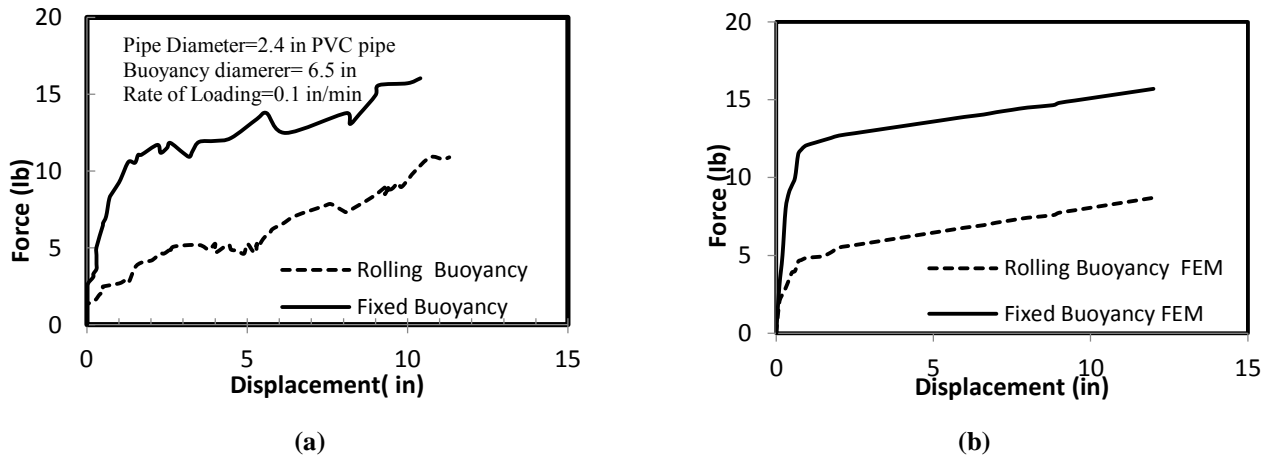 20
15
10
5
0
Force (Ib)
Pipe Diameter=2.4 in PVC pipe
Buoyancy diamerer= 6.5 in
Rate of Loading=0.1 in/min
Rolling Buoyancy
Fixed Buoyancy
0 5 10 15
Displacement( in)
(a)
20
15
10
5
0
Force (Ib)
Rolling Buoyancy FEM
Fixed Buoyancy FEM
0 5 10 15
Displacement (in)
(b)